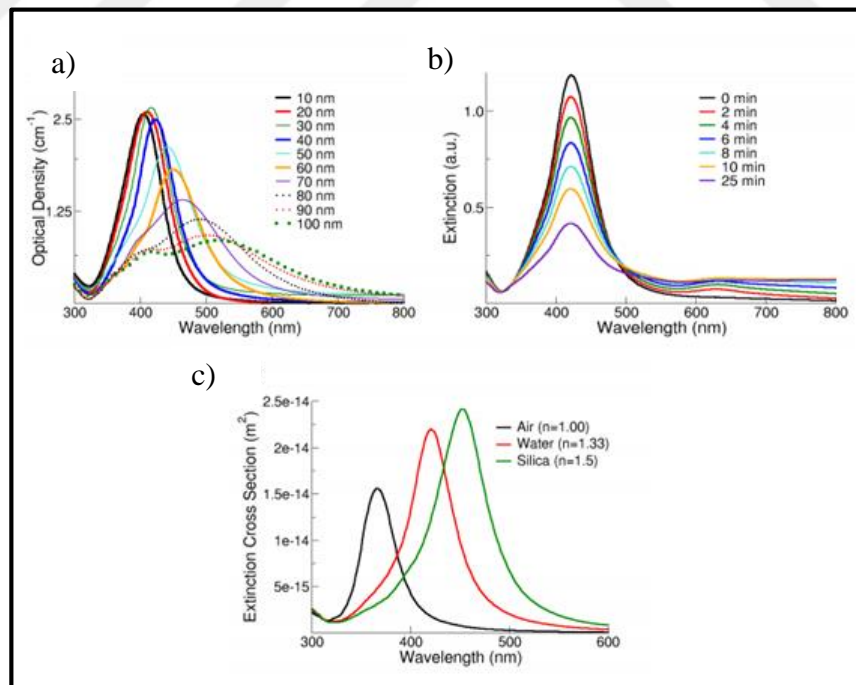 a)
Optical Density (cm⁻¹)
2.5
1.25
10 nm
20 nm
30 nm
40 nm
50 nm
60 nm
70 nm
80 nm
90 nm
100 nm
300 400 500 600 700 800
Wavelength (nm)
b)
Extinction (a.u.)
1.0
0.5
0 min
2 min
4 min
6 min
8 min
10 min
25 min
300 400 500 600 700 800
Wavelength (nm)
c)
Extinction Cross Section (m²)
2.5e-14
2e-14
1.5e-14
1e-14
5e-15
Air (n=1.00)
Water (n=1.33)
Silica (n=1.5)
300 400 500 600
Wavelength (nm)